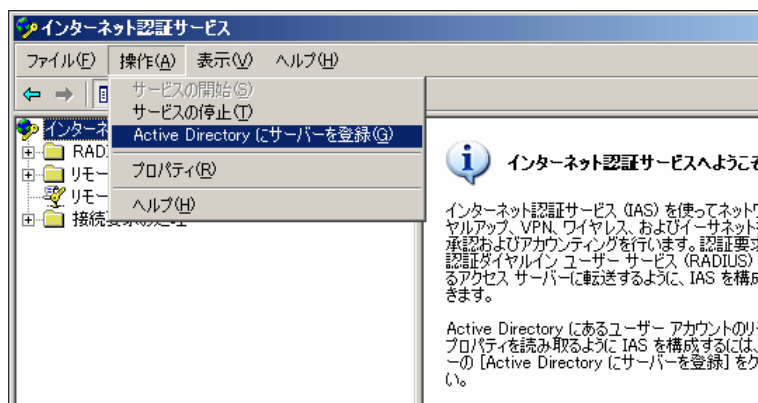 インターネット認証サービス
ファイル(F) 操作(A) 表示(V) ヘルプ(H)
サービスの開始(S)
サービスの停止(T)
Active Directory にサーバーを登録(G)
プロパティ(R)
ヘルプ(H)
インターネ
RAD
リモー
リモー
接続要求の処理
インターネット認証サービスへようこそ
インターネット認証サービス (IAS) を使ってネットワ
ヤルアップ、VPN、ワイヤレス、およびイーサネット
承認およびアカウンティングを行います。認証要求
認証ダイヤルイン ユーザー サービス (RADIUS)
るアクセス サーバーに転送するように、IAS を構成
きます。
Active Directory にあるユーザー アカウントのリモ
プロパティを読み取るように IAS を構成するには、
ーの [Active Directory にサーバーを登録] をク
い。